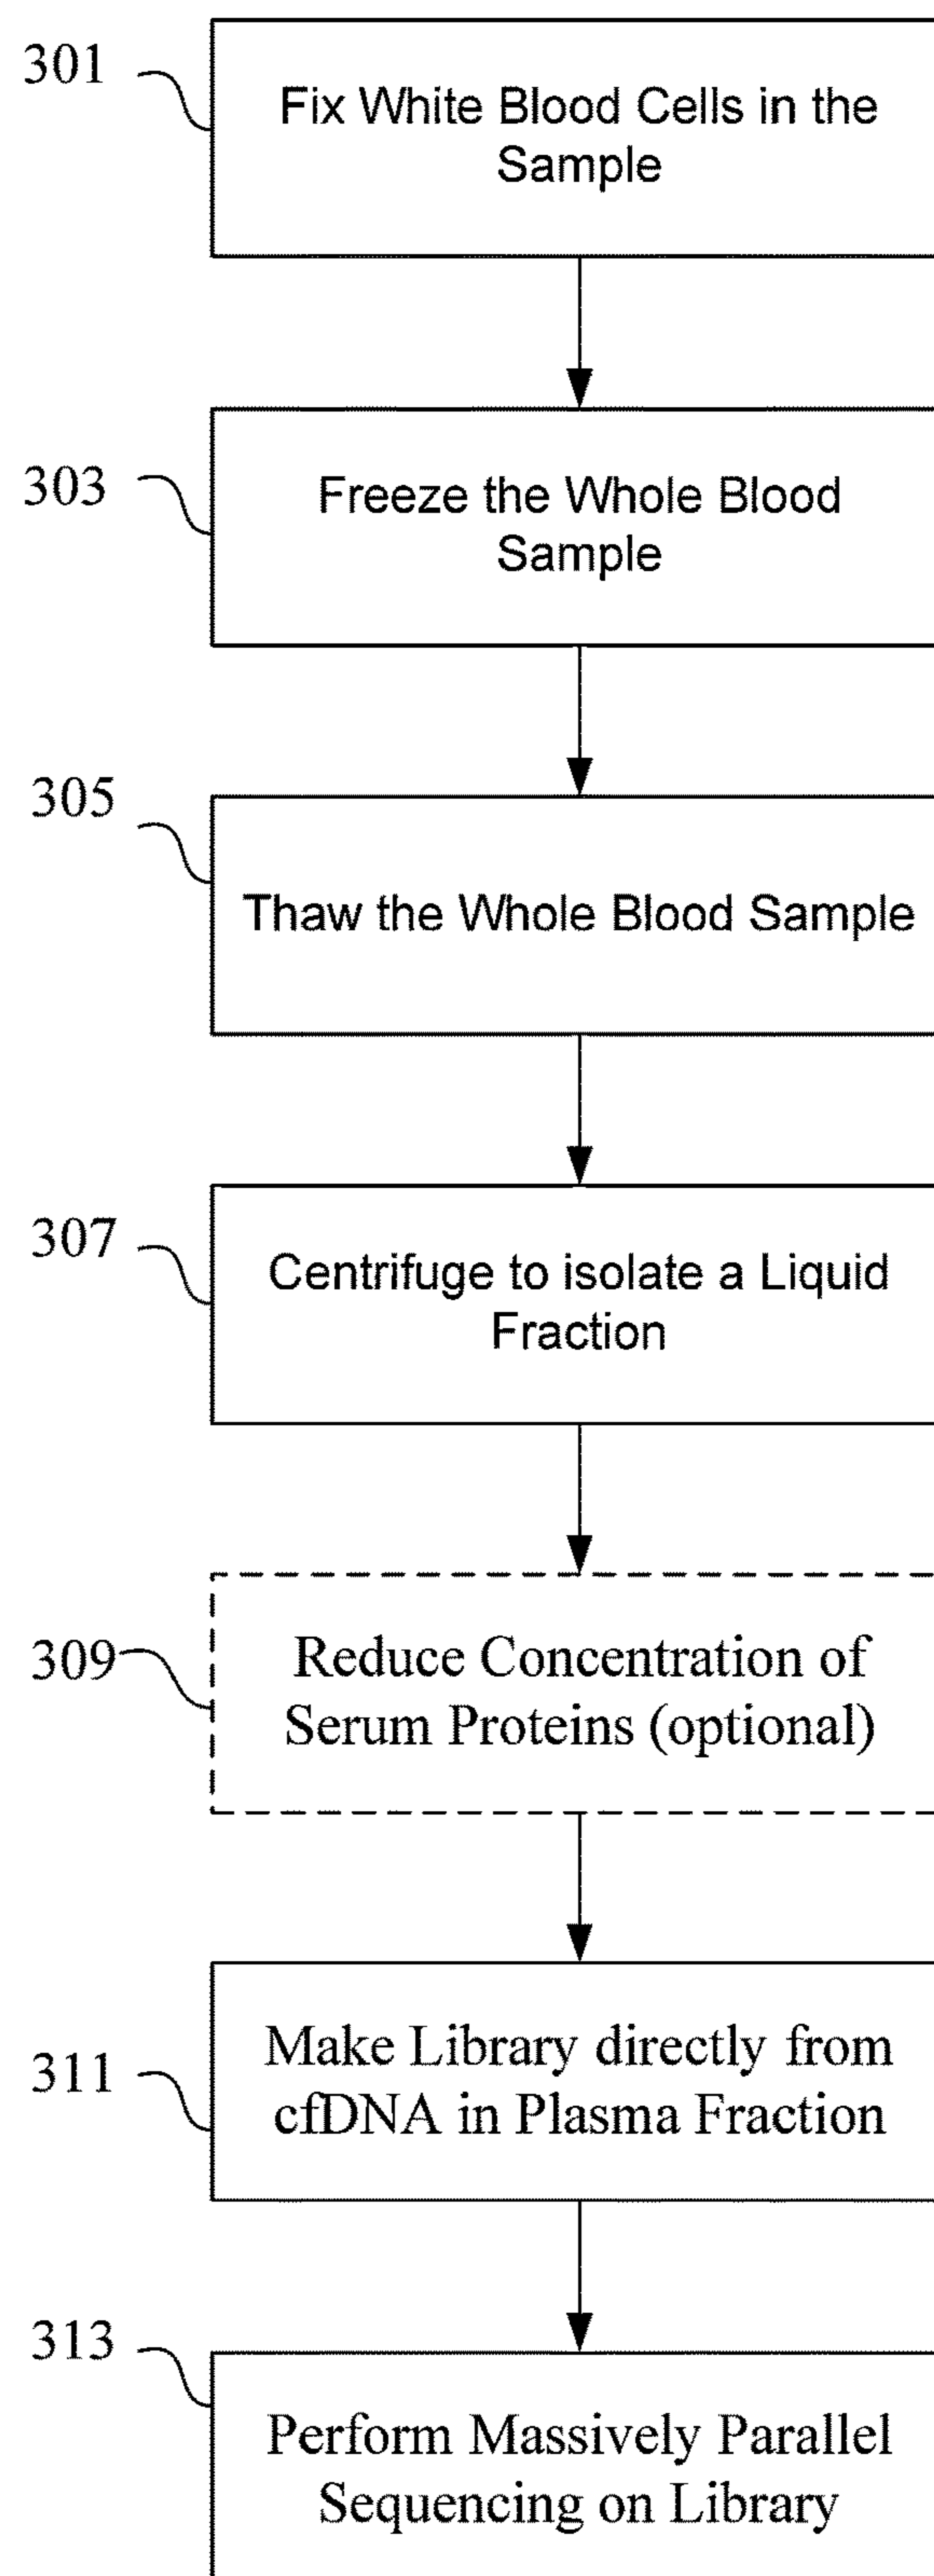 301
Fix White Blood Cells in the
Sample
303
Freeze the Whole Blood
Sample
305
Thaw the Whole Blood Sample
307
Centrifuge to isolate a Liquid
Fraction
309
Reduce Concentration of
Serum Proteins (optional)
311
Make Library directly from
cfDNA in Plasma Fraction
313
Perform Massively Parallel
Sequencing on Library